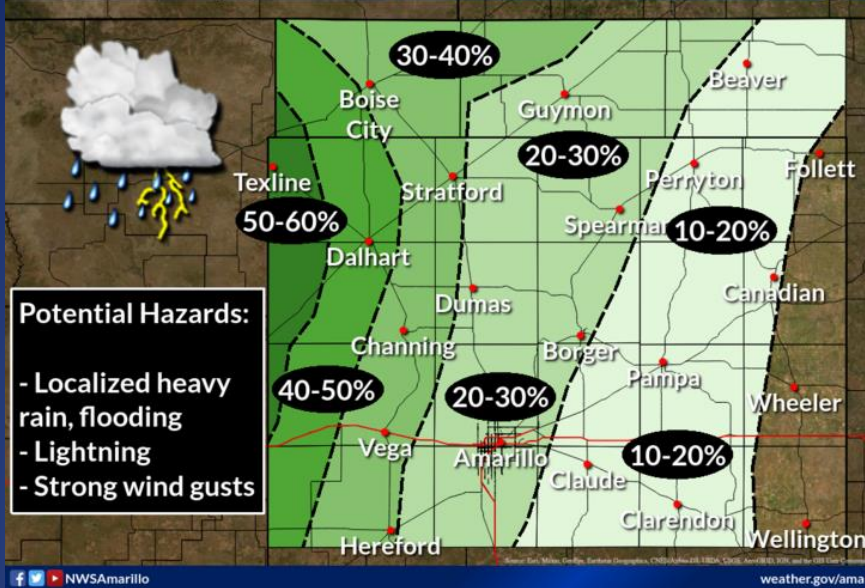 30-40%
Beaver
Boise
City
Guymon
20-30%
Texline
Stratford
Perryton
Follett
50-60%
Spearman
10-20%
Dalhart
Canadian
Dumas
Potential Hazards:
- Localized heavy
rain, flooding
- Lightning
- Strong wind gusts
Channing
Borger
Pampa
40-50%
20-30%
Wheeler
Vega
Amarillo
10-20%
Claude
Clarendon
Hereford
Wellington
NWSAmarillo
weather.gov/ama